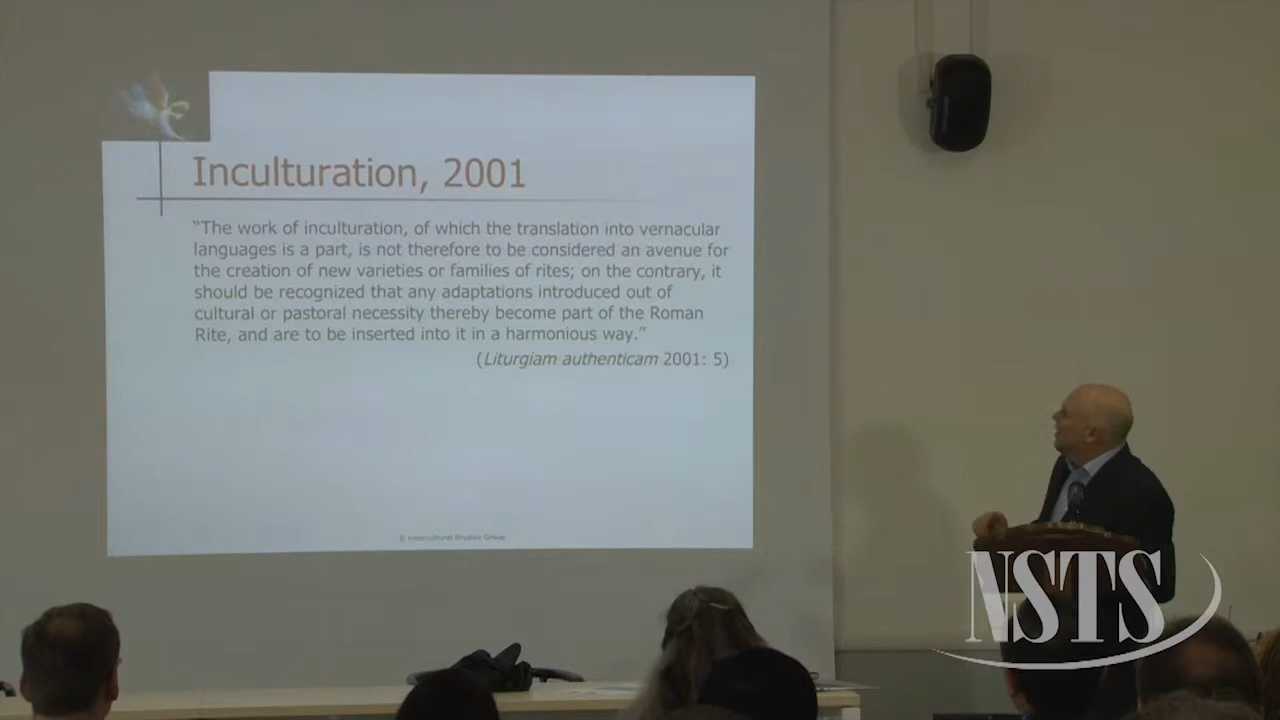 Inculturation, 2001
“The work of inculturation, of which the translation into vernacular
languages is a part, is not therefore to be considered an avenue for
the creation of new varieties or families of rites; on the contrary, it
should be recognized that any adaptations introduced out of
cultural or pastoral necessity thereby become part of the Roman
Rite, and are to be inserted into it in a harmonious way.”
(Liturgiam authenticam 2001: 5)
© Intercultural Studies Group
NSTS